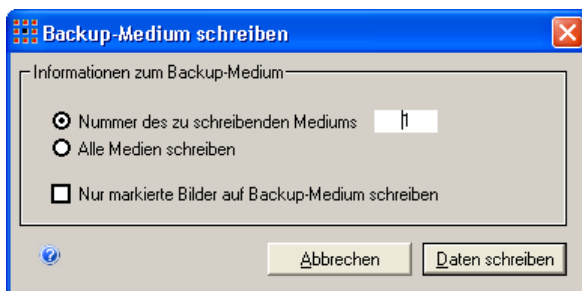 Backup-Medium schreiben
Informationen zum Backup-Medium
Nummer des zu schreibenden Mediums 1
Alle Medien schreiben
Nur markierte Bilder auf Backup-Medium schreiben
? Abbrechen Daten schreiben